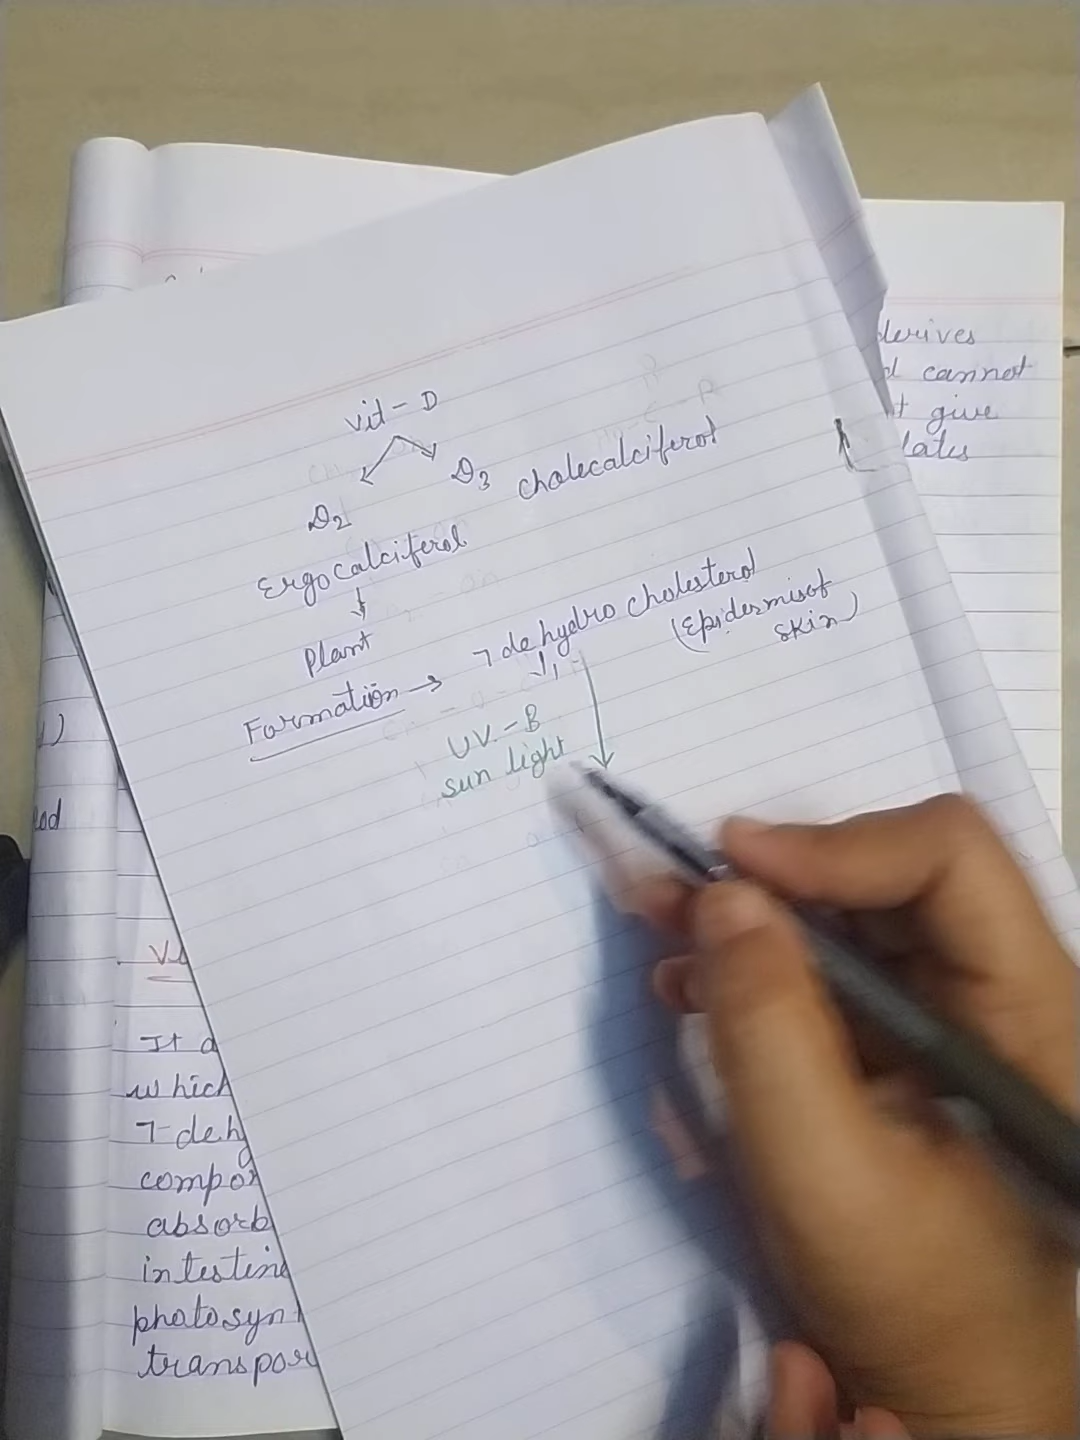 Vit - D
D2
D3 cholecalciferol
Ergocalciferol
Plant
Formation → 7 dehydro cholesterol
(Epidermis of
skin)
UV - B
sun light
derives
cannot
give
It
which
7-deh
compo
absorb
intestine
photosynt
transpor